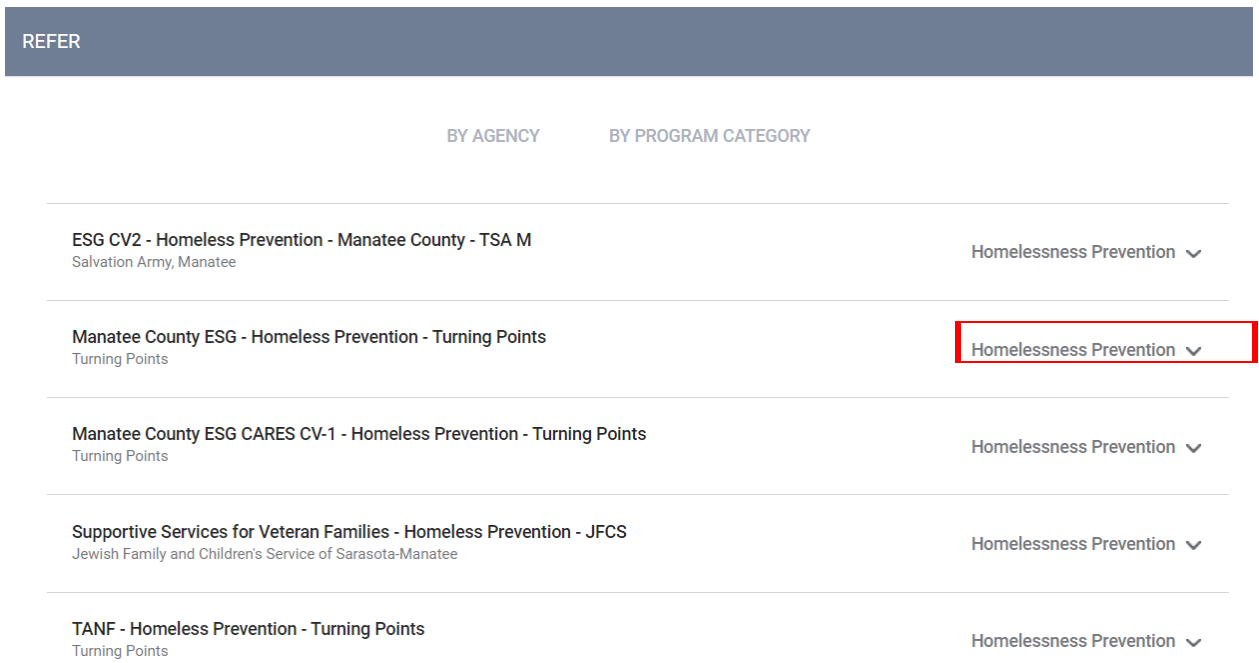 REFER
BY AGENCY BY PROGRAM CATEGORY
ESG CV2 - Homeless Prevention - Manatee County - TSA M
Salvation Army, Manatee
Homelessness Prevention
Manatee County ESG - Homeless Prevention - Turning Points
Turning Points
Homelessness Prevention
Manatee County ESG CARES CV-1 - Homeless Prevention - Turning Points
Turning Points
Homelessness Prevention
Supportive Services for Veteran Families - Homeless Prevention - JFCS
Jewish Family and Children's Service of Sarasota-Manatee
Homelessness Prevention
TANF - Homeless Prevention - Turning Points
Turning Points
Homelessness Prevention